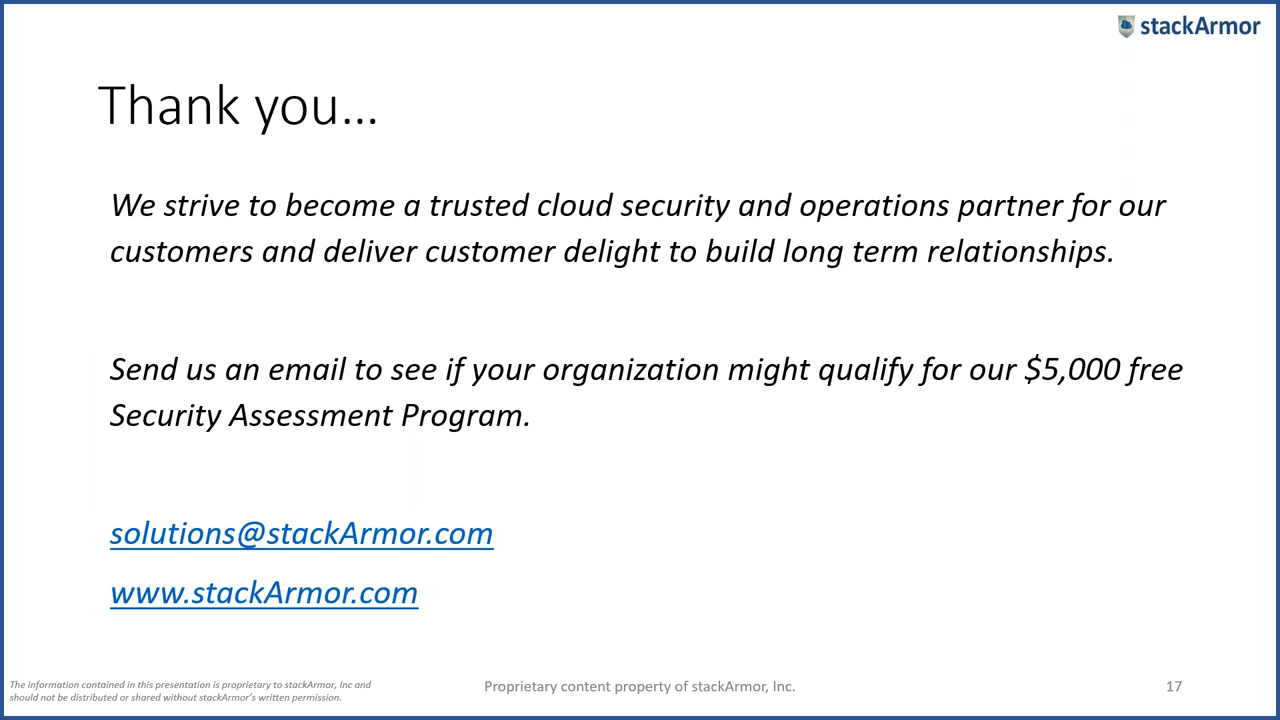 stackArmor
Thank you...
We strive to become a trusted cloud security and operations partner for our
customers and deliver customer delight to build long term relationships.
Send us an email to see if your organization might qualify for our $5,000 free
Security Assessment Program.
solutions@stackArmor.com
www.stackArmor.com
The information contained in this presentation is proprietary to stackArmor, Inc and
should not be distributed or shared without stackArmor's written permission.
Proprietary content property of stackArmor, Inc.
17